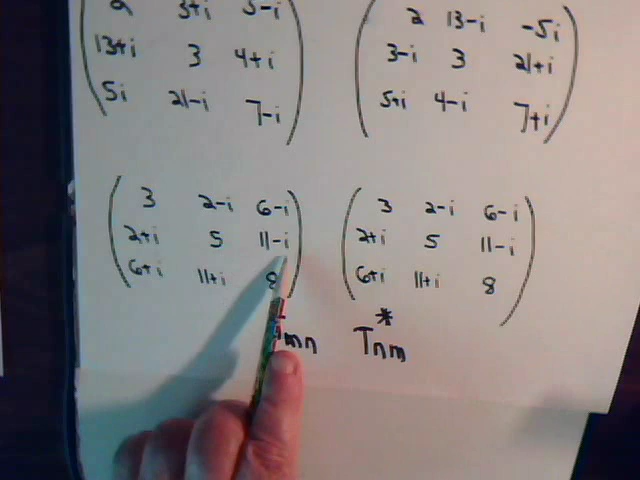 2 3+i 5-i
13+i 3 4+i
5i 21-i 7-i
2 13-i -5i
3-i 3 21+i
5+i 4-i 7+i
3 2-i 6-i
2+i 5 11-i
6+i 11+i 8
3 2-i 6-i
2+i 5 11-i
6+i 11+i 8
mn T*nm